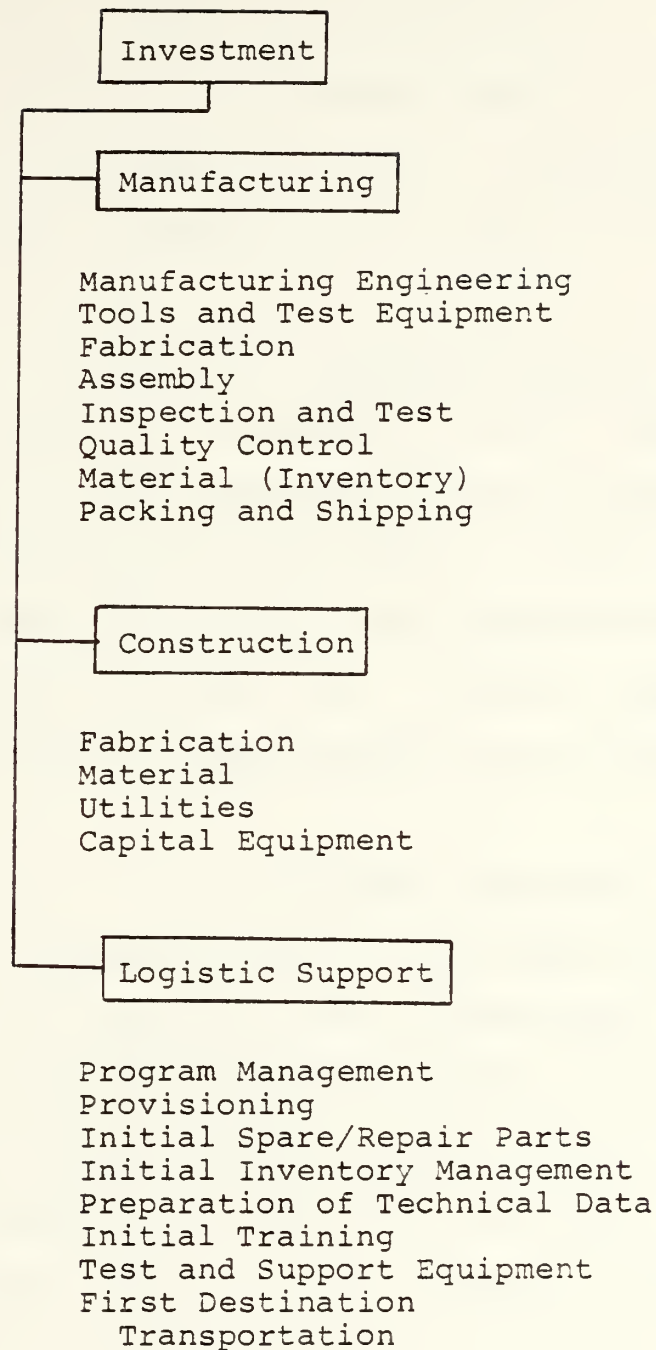 Investment
Manufacturing
Manufacturing Engineering
Tools and Test Equipment
Fabrication
Assembly
Inspection and Test
Quality Control
Material (Inventory)
Packing and Shipping
Construction
Fabrication
Material
Utilities
Capital Equipment
Logistic Support
Program Management
Provisioning
Initial Spare/Repair Parts
Initial Inventory Management
Preparation of Technical Data
Initial Training
Test and Support Equipment
First Destination
Transportation